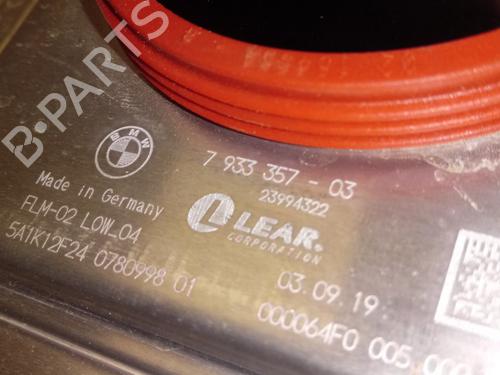 BMW
7 933 357 - 03
23994322
Made in Germany
LEAR.
CORPORATION
FLM-02 LOW_04
5A1K12F24 0780998 01
03.09.19
000064F0 005.000
B-PARTS